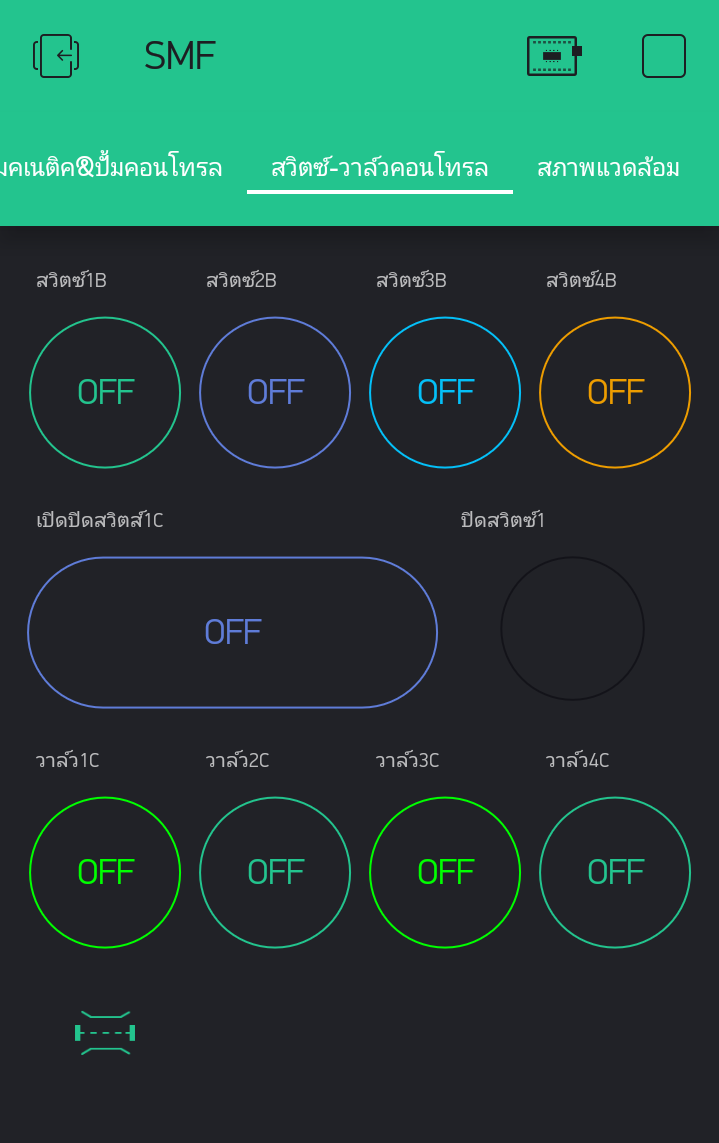 SMF
มคเนติค&ปั้มคอนโทรล สวิตซ์-วาล์วคอนโทรล สภาพแวดล้อม
สวิตซ์1B สวิตซ์2B สวิตซ์3B สวิตซ์4B
OFF OFF OFF OFF
เปิดปิดสวิตส์1C ปิดสวิตซ์1
OFF
วาล์ว1C วาล์ว2C วาล์ว3C วาล์ว4C
OFF OFF OFF OFF